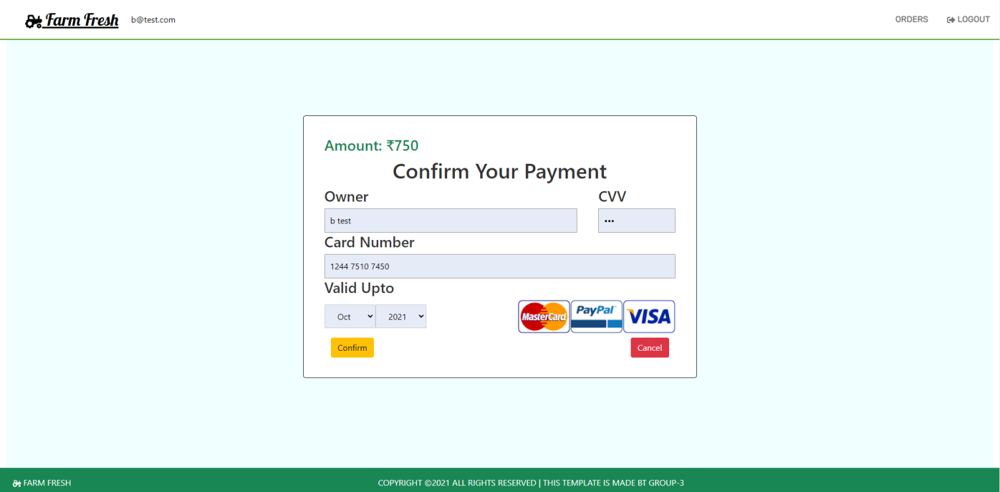 Farm Fresh b@test.com ORDERS LOGOUT
Amount: ₹750
Confirm Your Payment
Owner CVV
b test •••
Card Number
1244 7510 7450
Valid Upto
Oct 2021 MasterCard PayPal VISA
Confirm Cancel
FARM FRESH COPYRIGHT ©2021 ALL RIGHTS RESERVED | THIS TEMPLATE IS MADE BT GROUP-3